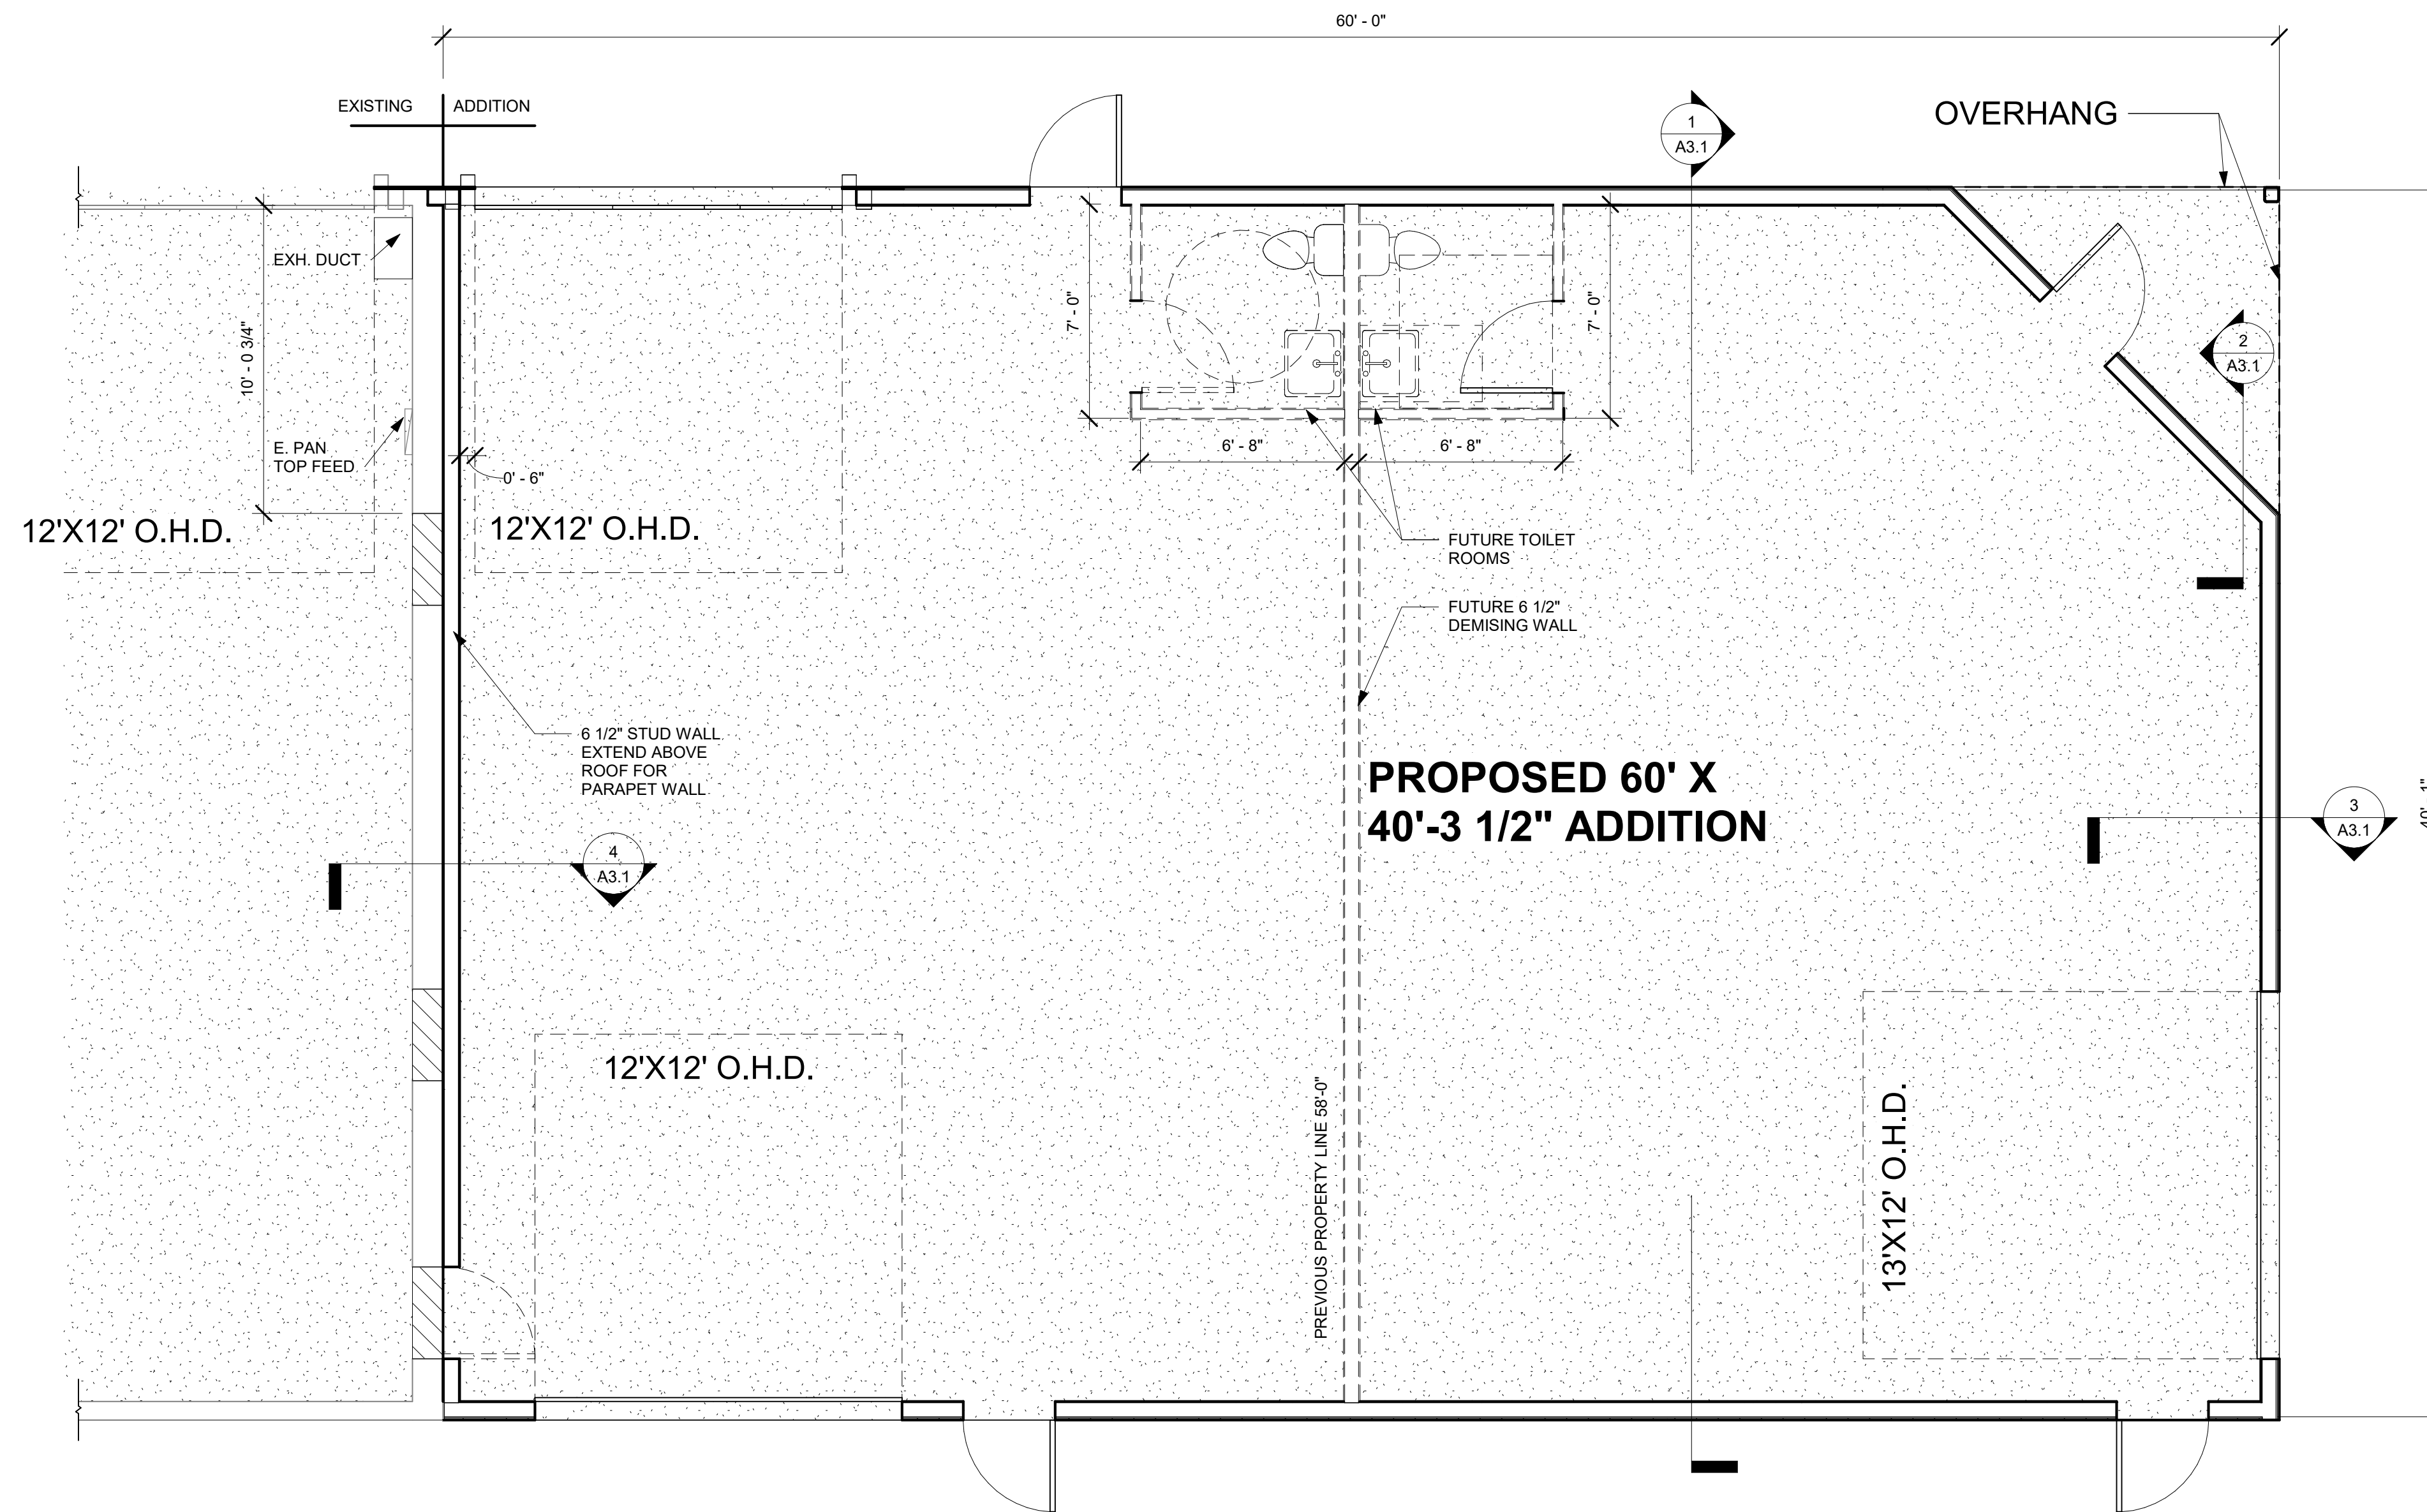 60' - 0"
EXISTING
ADDITION
1
A3.1
OVERHANG
EXH. DUCT
10' - 0 3/4"
7' - 0"
7' - 0"
2
A3.1
E. PAN
TOP FEED
0' - 6"
6' - 8"
6' - 8"
12'X12' O.H.D.
12'X12' O.H.D.
FUTURE TOILET
ROOMS
FUTURE 6 1/2"
DEMISING WALL
6 1/2" STUD WALL
EXTEND ABOVE
ROOF FOR
PARAPET WALL
PROPOSED 60' X
40'-3 1/2" ADDITION
3
A3.1
40' - 1"
4
A3.1
12'X12' O.H.D.
PREVIOUS PROPERTY LINE 58'-0"
13'X12' O.H.D.